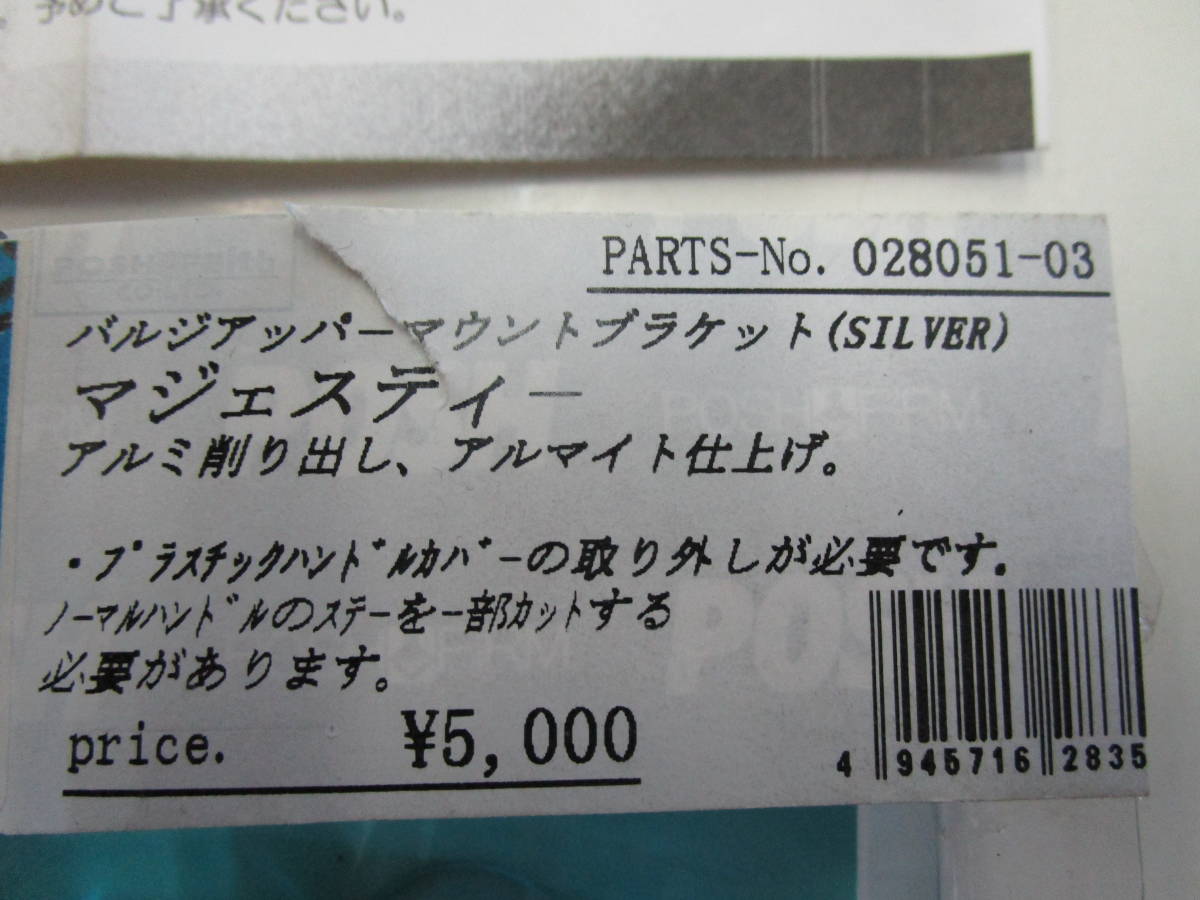 予めご了承ください。
PARTS-No. 028051-03
バルジアッパーマウントブラケット(SILVER)
マジェスティー
アルミ削り出し、アルマイト仕上げ。
・プラスチックハンドルカバーの取り外しが必要です.
ノーマルハンドルのステーを一部カットする
必要があります。
price. ¥5,000
4 945716 2835